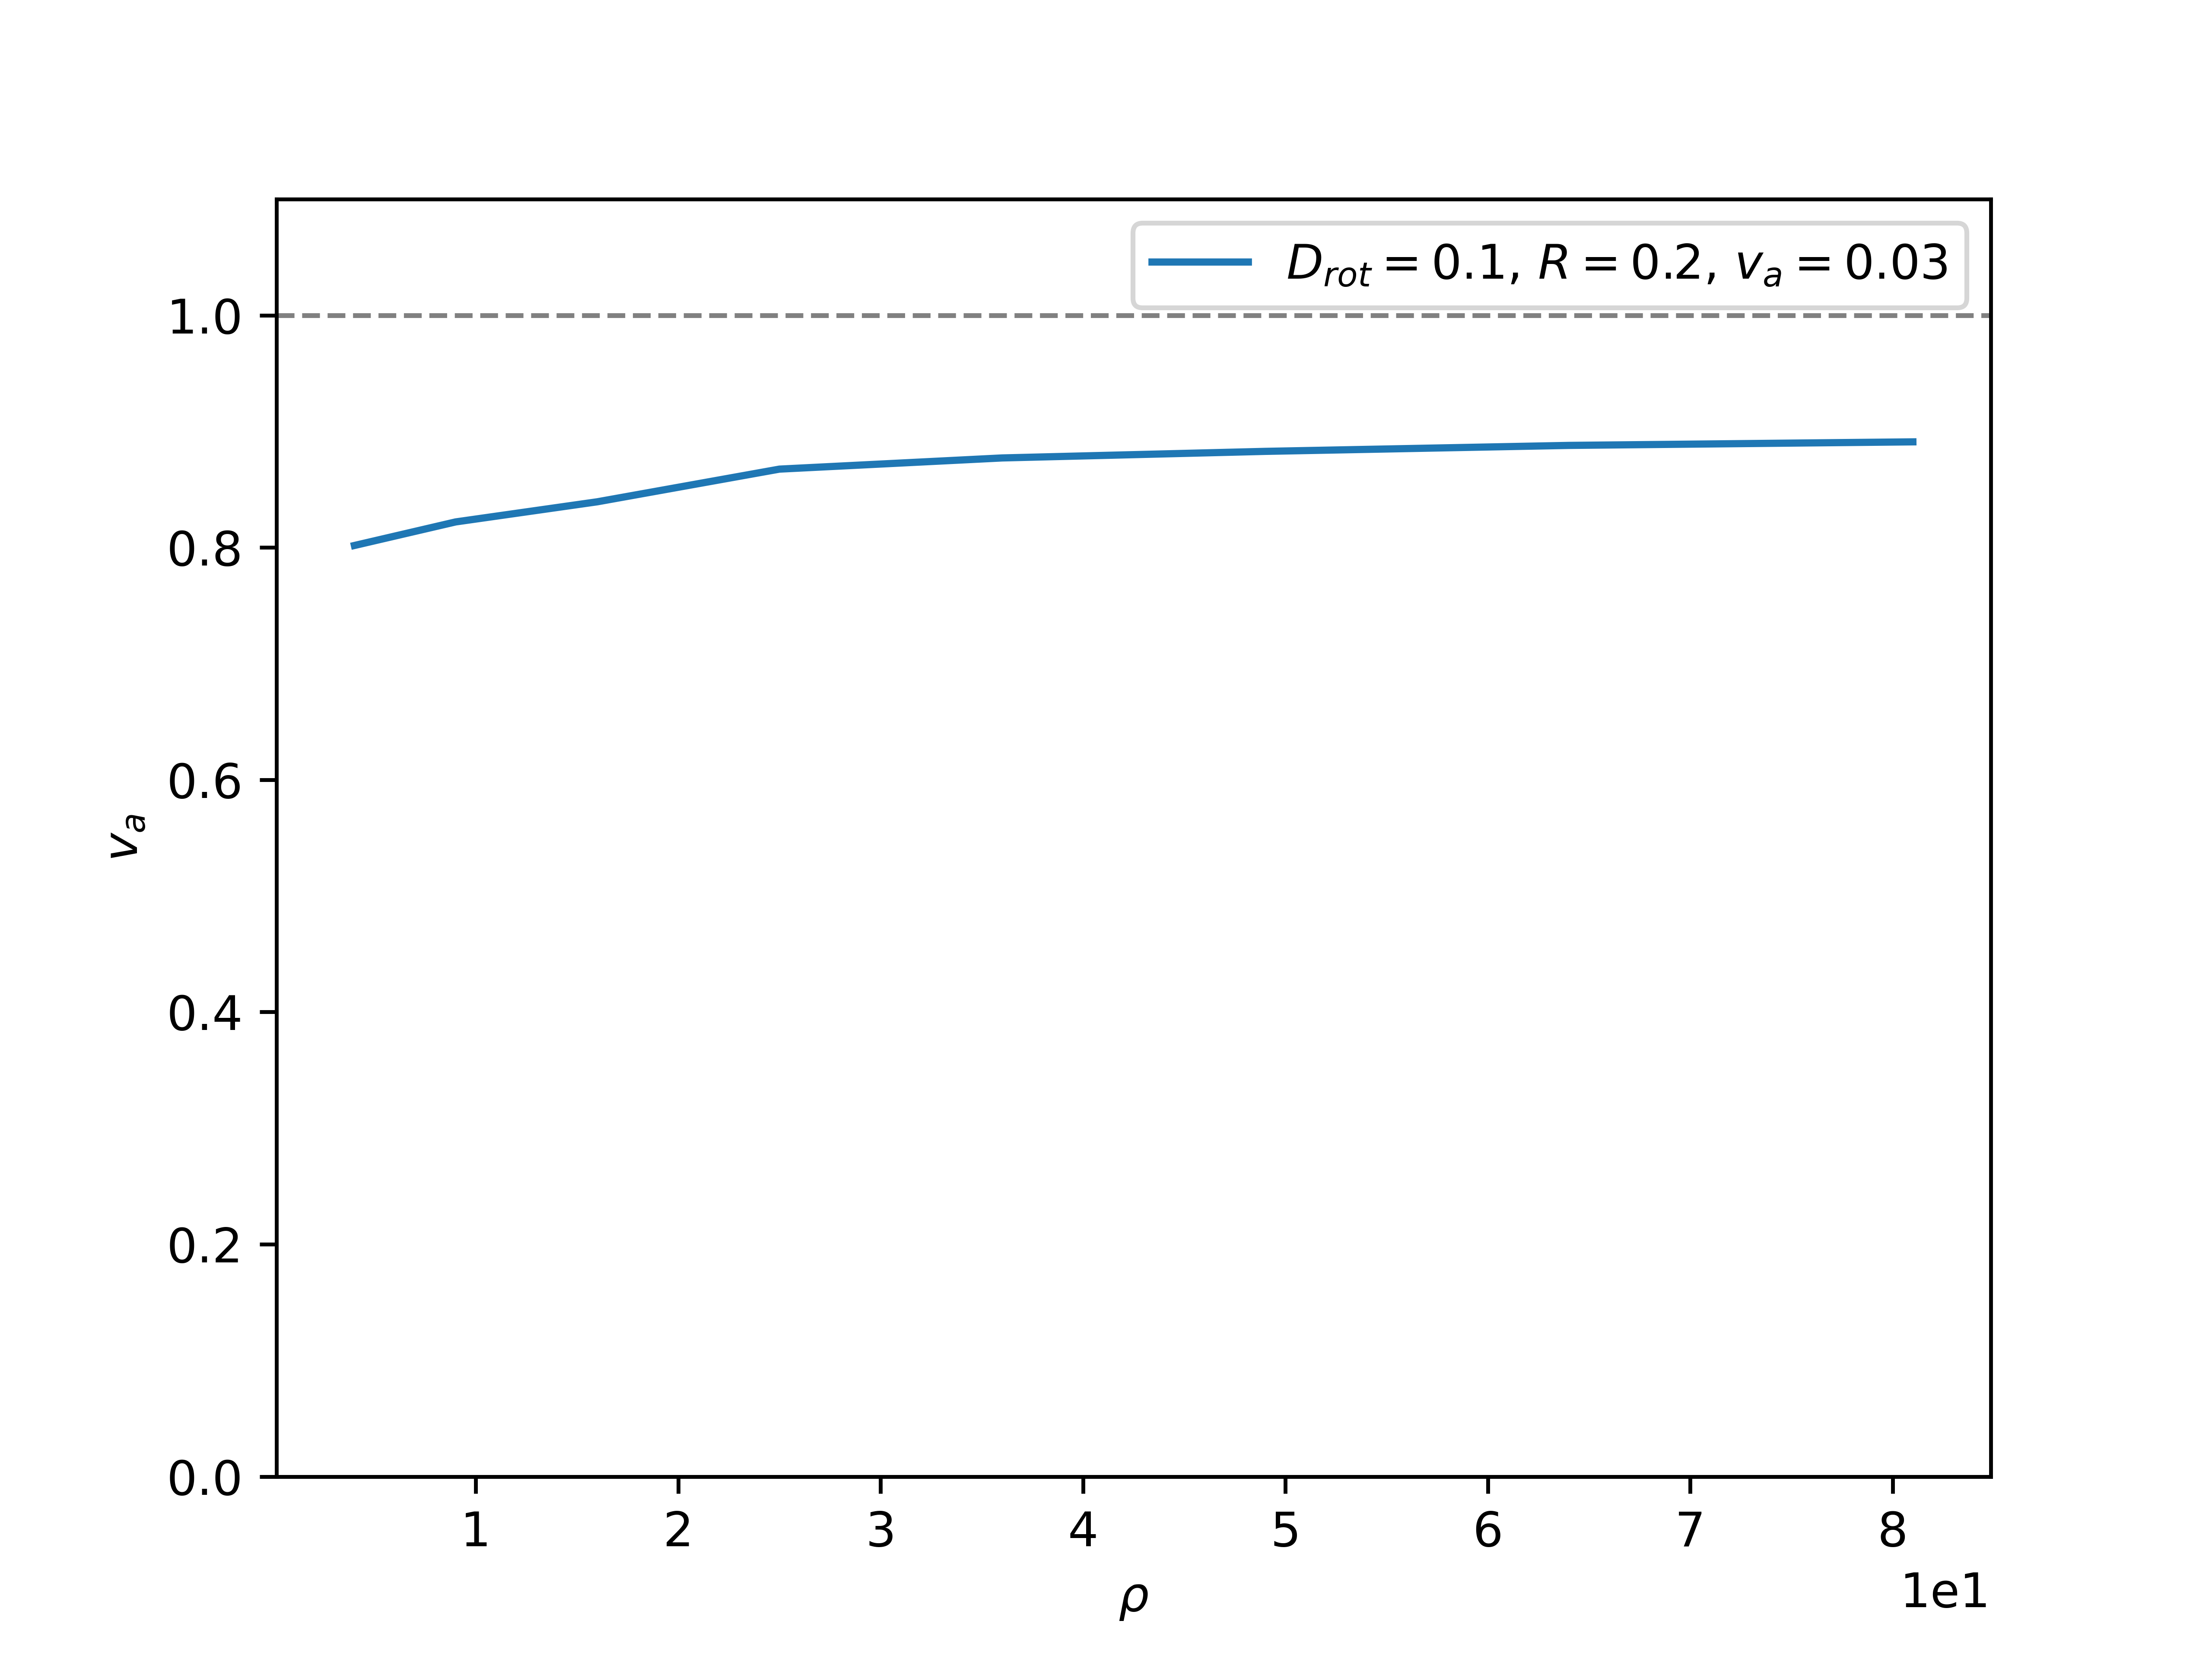 D_rot = 0.1, R = 0.2, v_a = 0.03
1.0
0.8
0.6
0.4
0.2
0.0
v_a
1 2 3 4 5 6 7 8
1e1
ρ